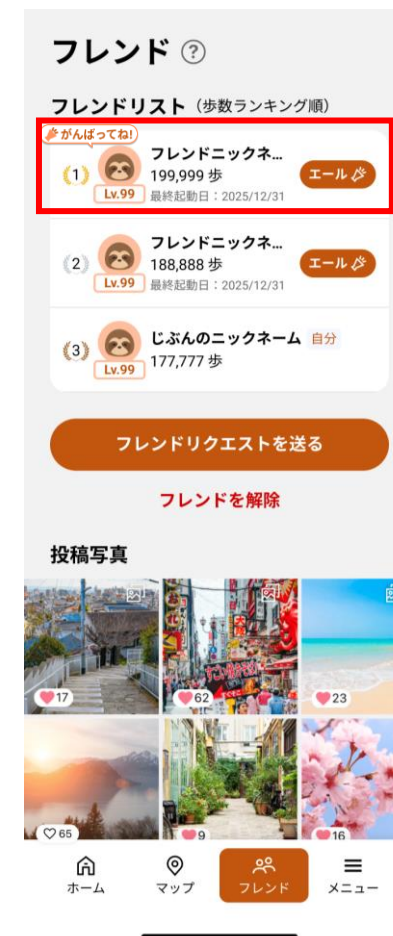 フレンド ?
フレンドリスト（歩数ランキング順）
がんばってね!
1
フレンドニックネ...
199,999 歩
Lv.99
最終起動日：2025/12/31
エール
2
フレンドニックネ...
188,888 歩
Lv.99
最終起動日：2025/12/31
エール
3
じぶんのニックネーム 自分
177,777 歩
Lv.99
フレンドリクエストを送る
フレンドを解除
投稿写真
17
62
23
65
9
16
ホーム
マップ
フレンド
メニュー